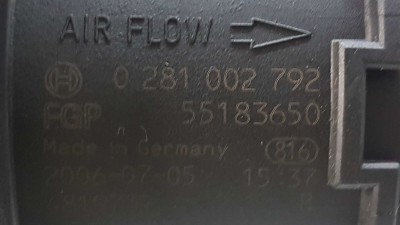 AIR FLOW
0 281 002 792
FGP 55183650
Made in Germany 816
2006-07-05 15:37